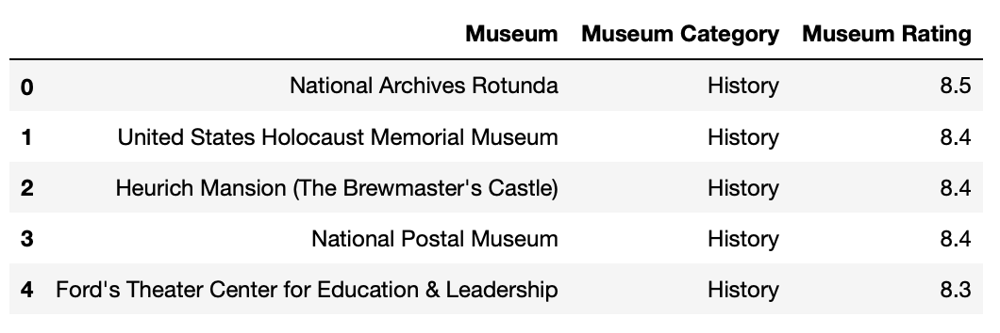 Museum Museum Category Museum Rating
0 National Archives Rotunda History 8.5
1 United States Holocaust Memorial Museum History 8.4
2 Heurich Mansion (The Brewmaster's Castle) History 8.4
3 National Postal Museum History 8.4
4 Ford's Theater Center for Education & Leadership History 8.3